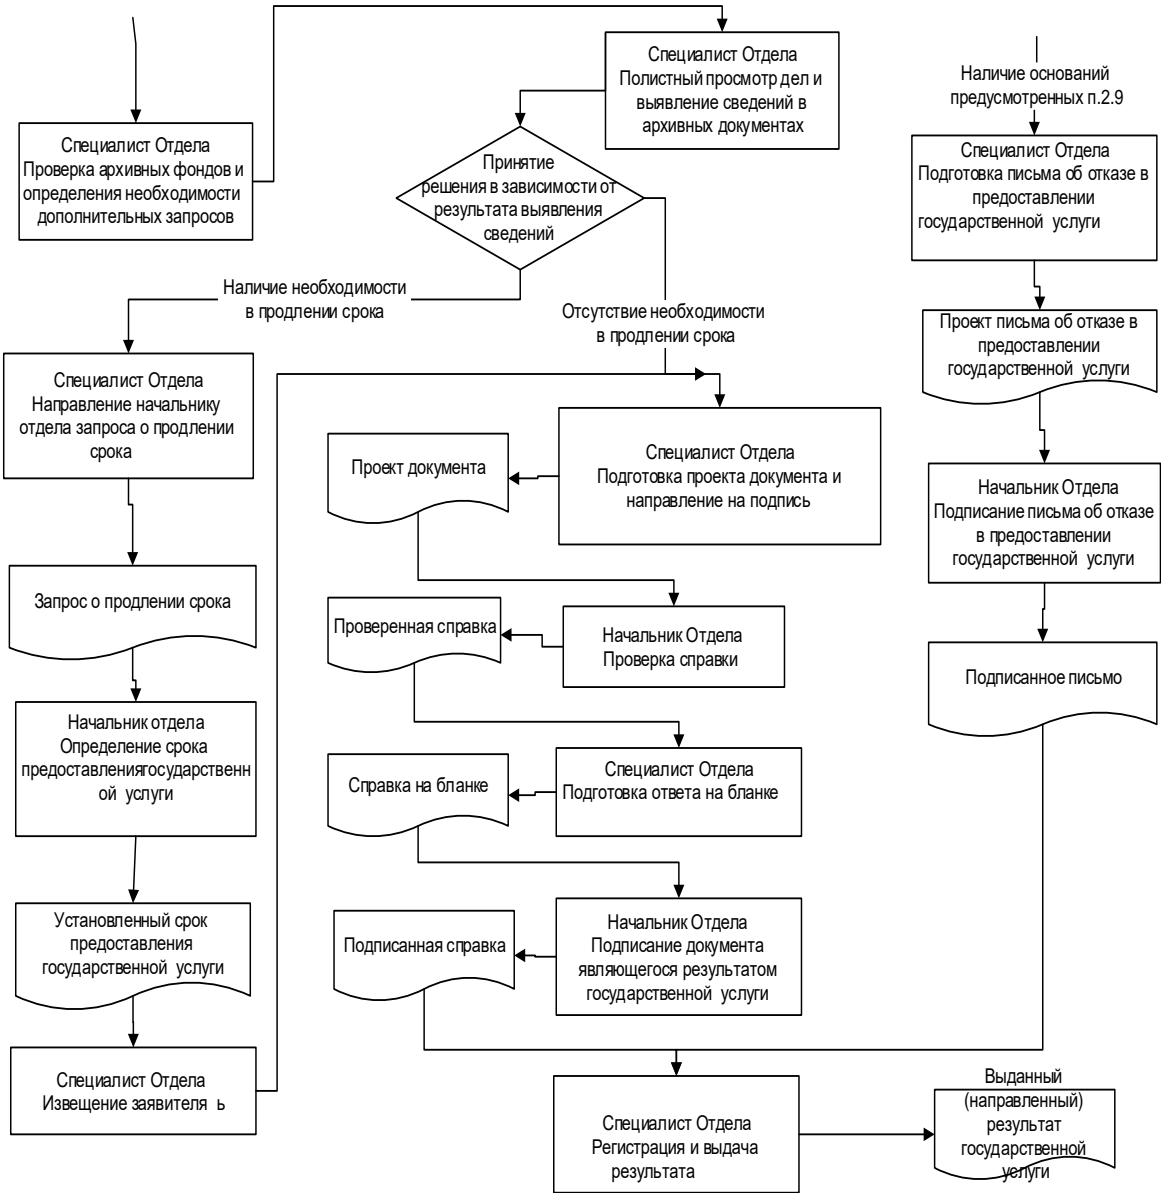 Специалист Отдела
Проверка архивных фондов и
определения необходимости
дополнительных запросов
Специалист Отдела
Полистный просмотр дел и
выявление сведений в
архивных документах
Принятие
решения в зависимости от
результата выявления
сведений
Наличие необходимости
в продлении срока
Отсутствие необходимости
в продлении срока
Специалист Отдела
Направление начальнику
отдела запроса о продлении
срока
Запрос о продлении срока
Начальник отдела
Определение срока
предоставлениягосударственн
ой услуги
Установленный срок
предоставления
государственной услуги
Специалист Отдела
Извещение заявителя ь
Специалист Отдела
Подготовка проекта документа и
направление на подпись
Проект документа
Начальник Отдела
Проверка справки
Проверенная справка
Специалист Отдела
Подготовка ответа на бланке
Справка на бланке
Начальник Отдела
Подписание документа
являющегося результатом
государственной услуги
Подписанная справка
Наличие оснований
предусмотренных п.2.9
Специалист Отдела
Подготовка письма об отказе в
предоставлении
государственной услуги
Проект письма об отказе в
предоставлении
государственной услуги
Начальник Отдела
Подписание письма об отказе
в предоставлении
государственной услуги
Подписанное письмо
Специалист Отдела
Регистрация и выдача
результата
Выданный
(направленный)
результат
государственной
услуги